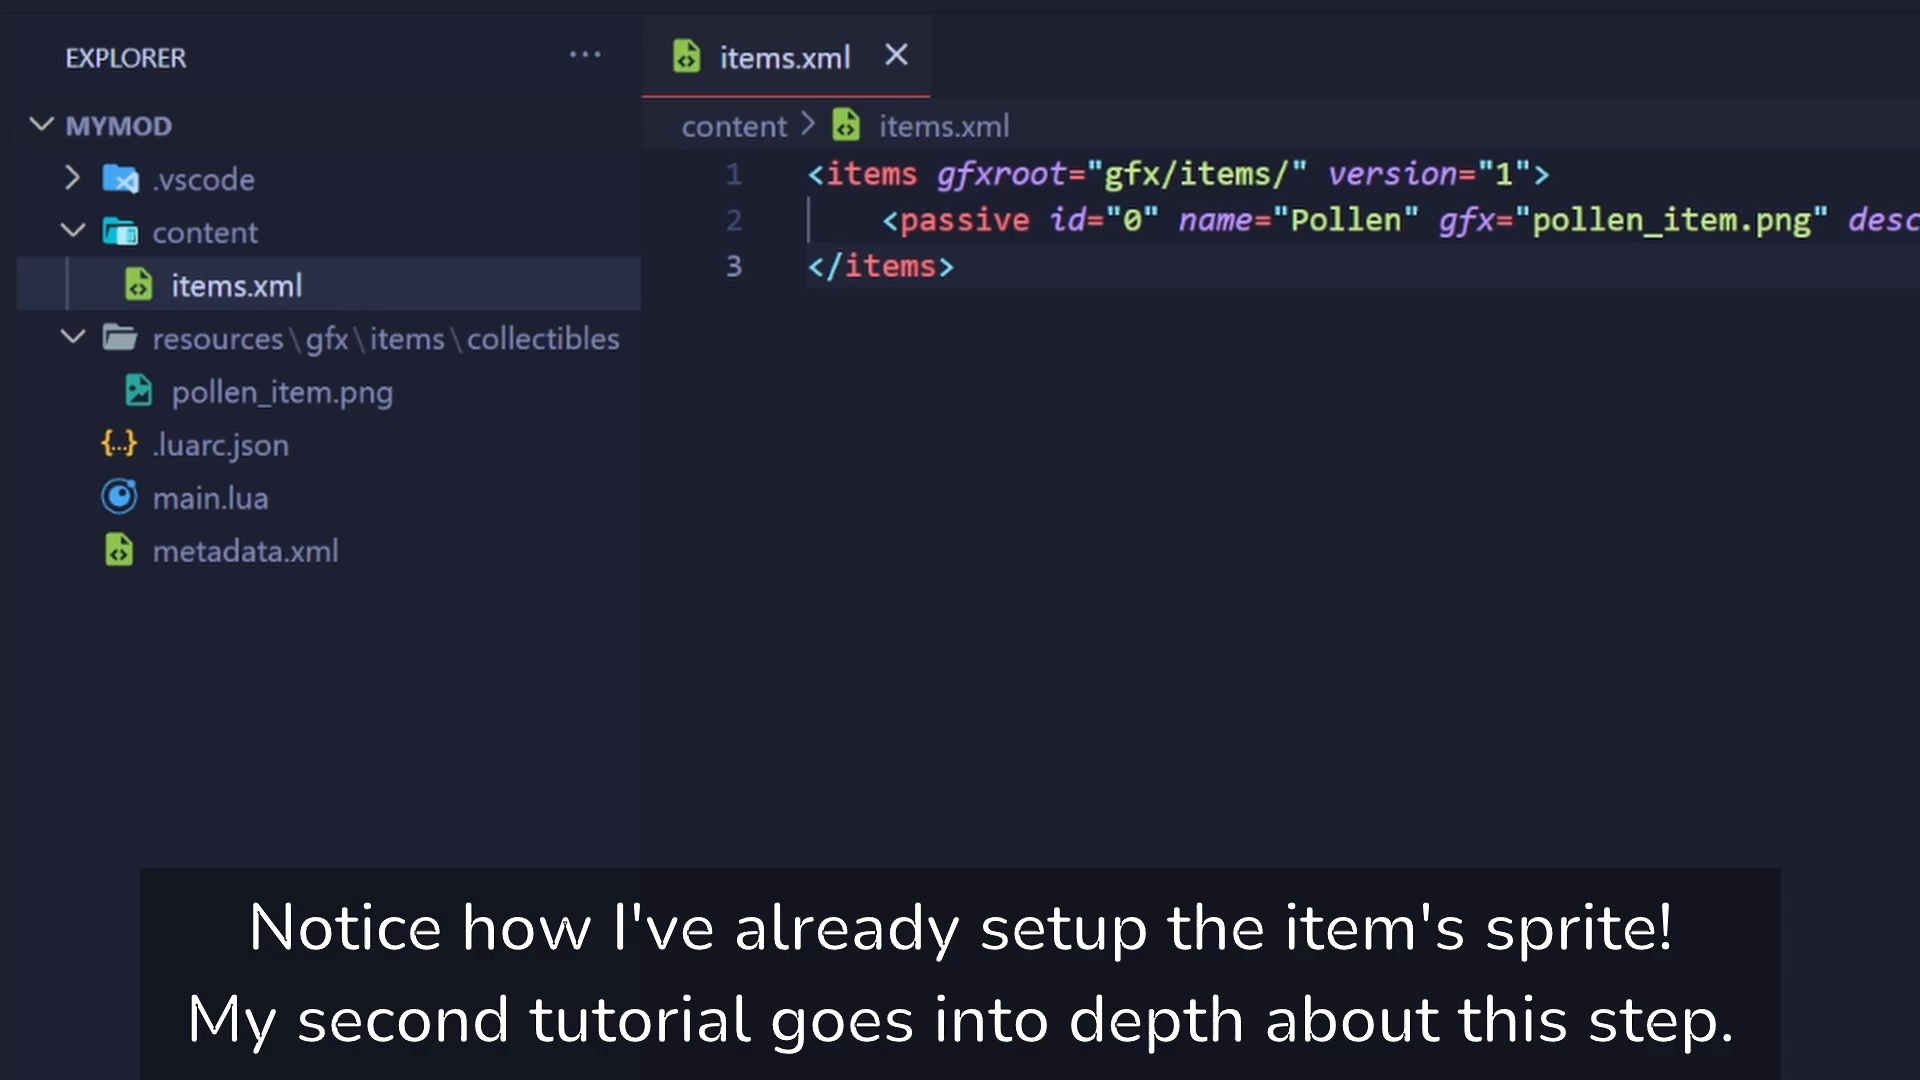 EXPLORER ···
MYMOD
.vscode
content
items.xml
resources\gfx\items\collectibles
pollen_item.png
.luarc.json
main.lua
metadata.xml
items.xml
content > items.xml
1 <items gfxroot="gfx/items/" version="1">
2 <passive id="0" name="Pollen" gfx="pollen_item.png" desc
3 </items>
Notice how I've already setup the item's sprite!
My second tutorial goes into depth about this step.